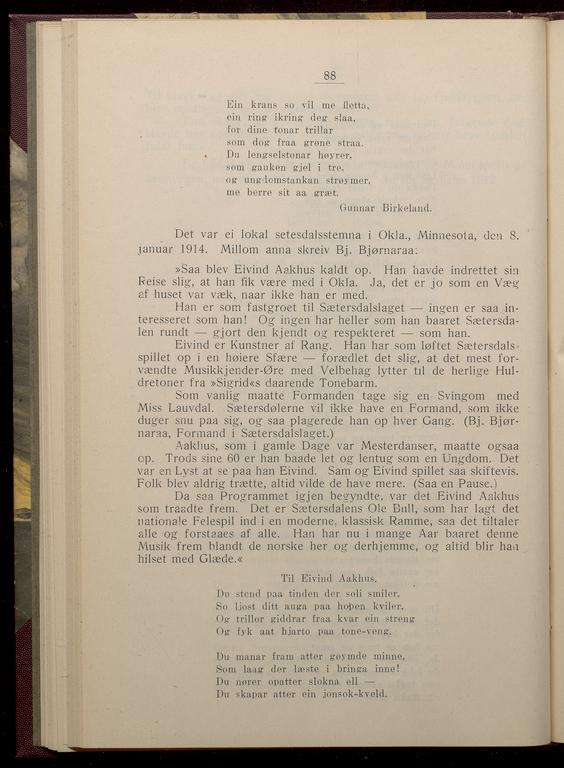 88
Ein krans so vil me fletta,
ein ring ikring deg slaa,
for dine tonar trillar
som dog fraa grøne straa.
Du lengselstonar høyrer,
som gauken gjel i tre,
og ungdomstankan strøymer,
me berre sit aa græt.
Gunnar Birkeland.
Det var ei lokal setesdalsstemna i Okla., Minnesota, den 8.
januar 1914. Millom anna skreiv Bj. Bjørnaraa:
»Saa blev Eivind Aakhus kaldt op. Han havde indrettet sin
Reise slig, at han fik være med i Okla. Ja, det er jo som en Væg
af huset var væk, naar ikke han er med.
Han er som fastgroet til Sætersdalslaget — ingen er saa in-
teresseret som han! Og ingen har heller som han baaret Sætersda-
len rundt — gjort den kjendt og respekteret — som han.
Eivind er Kunstner af Rang. Han har som løftet Sætersdals-
spillet op i en høiere Sfære — forædlet det slig, at det mest for-
vændte Musikkjender-Øre med Velbehag lytter til de herlige Hul-
dretoner fra »Sigrid«s daarende Tonebarm.
Som vanlig maatte Formanden tage sig en Svingom med
Miss Lauvdal. Sætersdølerne vil ikke have en Formand, som ikke
duger snu paa sig, og saa plagerede han op hver Gang. (Bj. Bjør-
naraa, Formand i Sætersdalslaget.)
Aakhus, som i gamle Dage var Mesterdanser, maatte ogsaa
op. Trods sine 60 er han baade let og lentug som en Ungdom. Det
var en Lyst at se paa han Eivind. Sam og Eivind spillet saa skiftevis.
Folk blev aldrig trætte, altid vilde de have mere. (Saa en Pause.)
Da saa Programmet igjen begyndte, var det Eivind Aakhus
som traadte frem. Det er Sætersdalens Ole Bull, som har lagt det
nationale Felespil ind i en moderne, klassisk Ramme, saa det tiltaler
alle og forstaaes af alle. Han har nu i mange Aar baaret denne
Musik frem blandt de norske her og derhjemme, og altid blir han
hilset med Glæde.«
Til Eivind Aakhus.
Du stend paa tinden der soli smiler,
So ljost ditt auga paa hopen kviler,
Og trillor giddrar fraa kvar ein streng
Og fyk aat hjarto paa tone-veng.
Du manar fram atter gøymde minne,
Som laag der læste i bringa inne!
Du nører opatter slokna ell —
Du skapar atter ein jonsok-kveld.